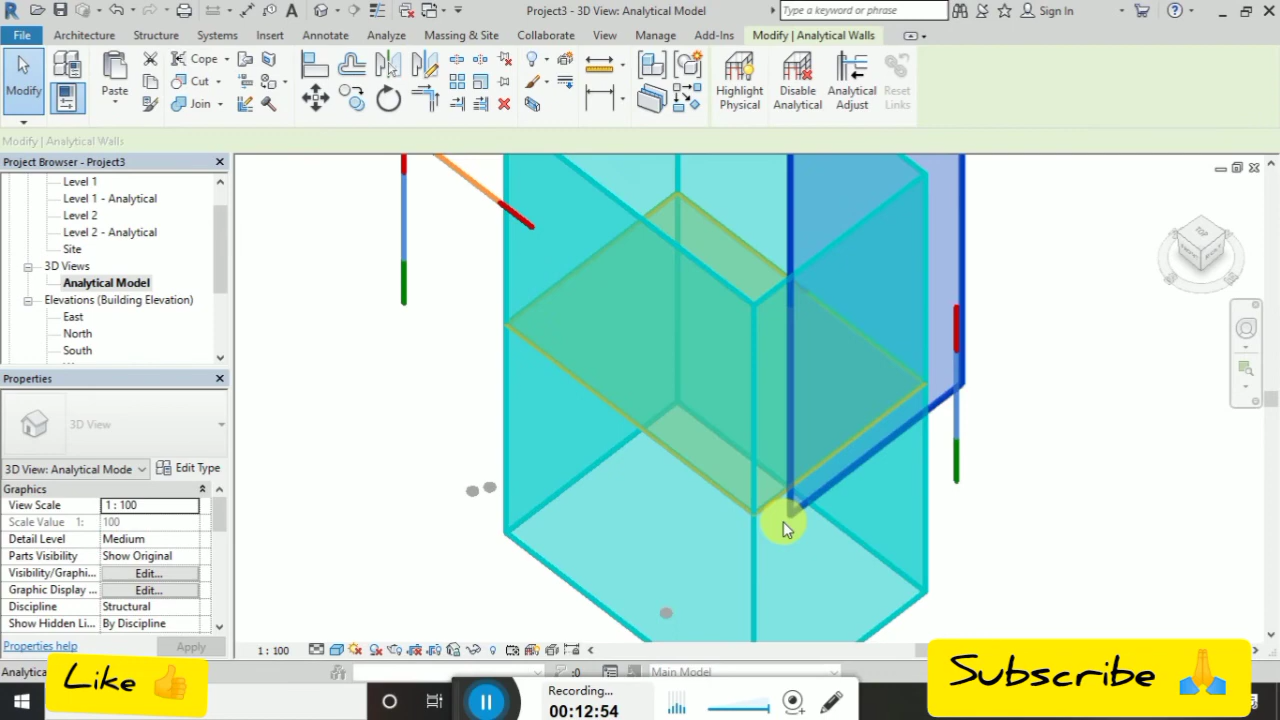 Project3 - 3D View: Analytical Model
Type a keyword or phrase
Sign In
File Architecture Structure Systems Insert Annotate Analyze Massing & Site Collaborate View Manage Add-Ins Modify | Analytical Walls
Modify
Paste
Cope
Cut
Join
Highlight Physical
Disable Analytical
Analytical Adjust
Reset Links
Modify | Analytical Walls
Project Browser - Project3
Level 1
Level 1 - Analytical
Level 2
Level 2 - Analytical
Site
3D Views
Analytical Model
Elevations (Building Elevation)
East
North
South
Properties
3D View
3D View: Analytical Mode
Edit Type
Graphics
View Scale 1 : 100
Scale Value 1: 100
Detail Level Medium
Parts Visibility Show Original
Visibility/Graphi... Edit...
Graphic Display ... Edit...
Discipline Structural
Show Hidden Li... By Discipline
Properties help
Apply
TOP
1 : 100
:0
Main Model
Like
Recording...
00:12:54
Subscribe